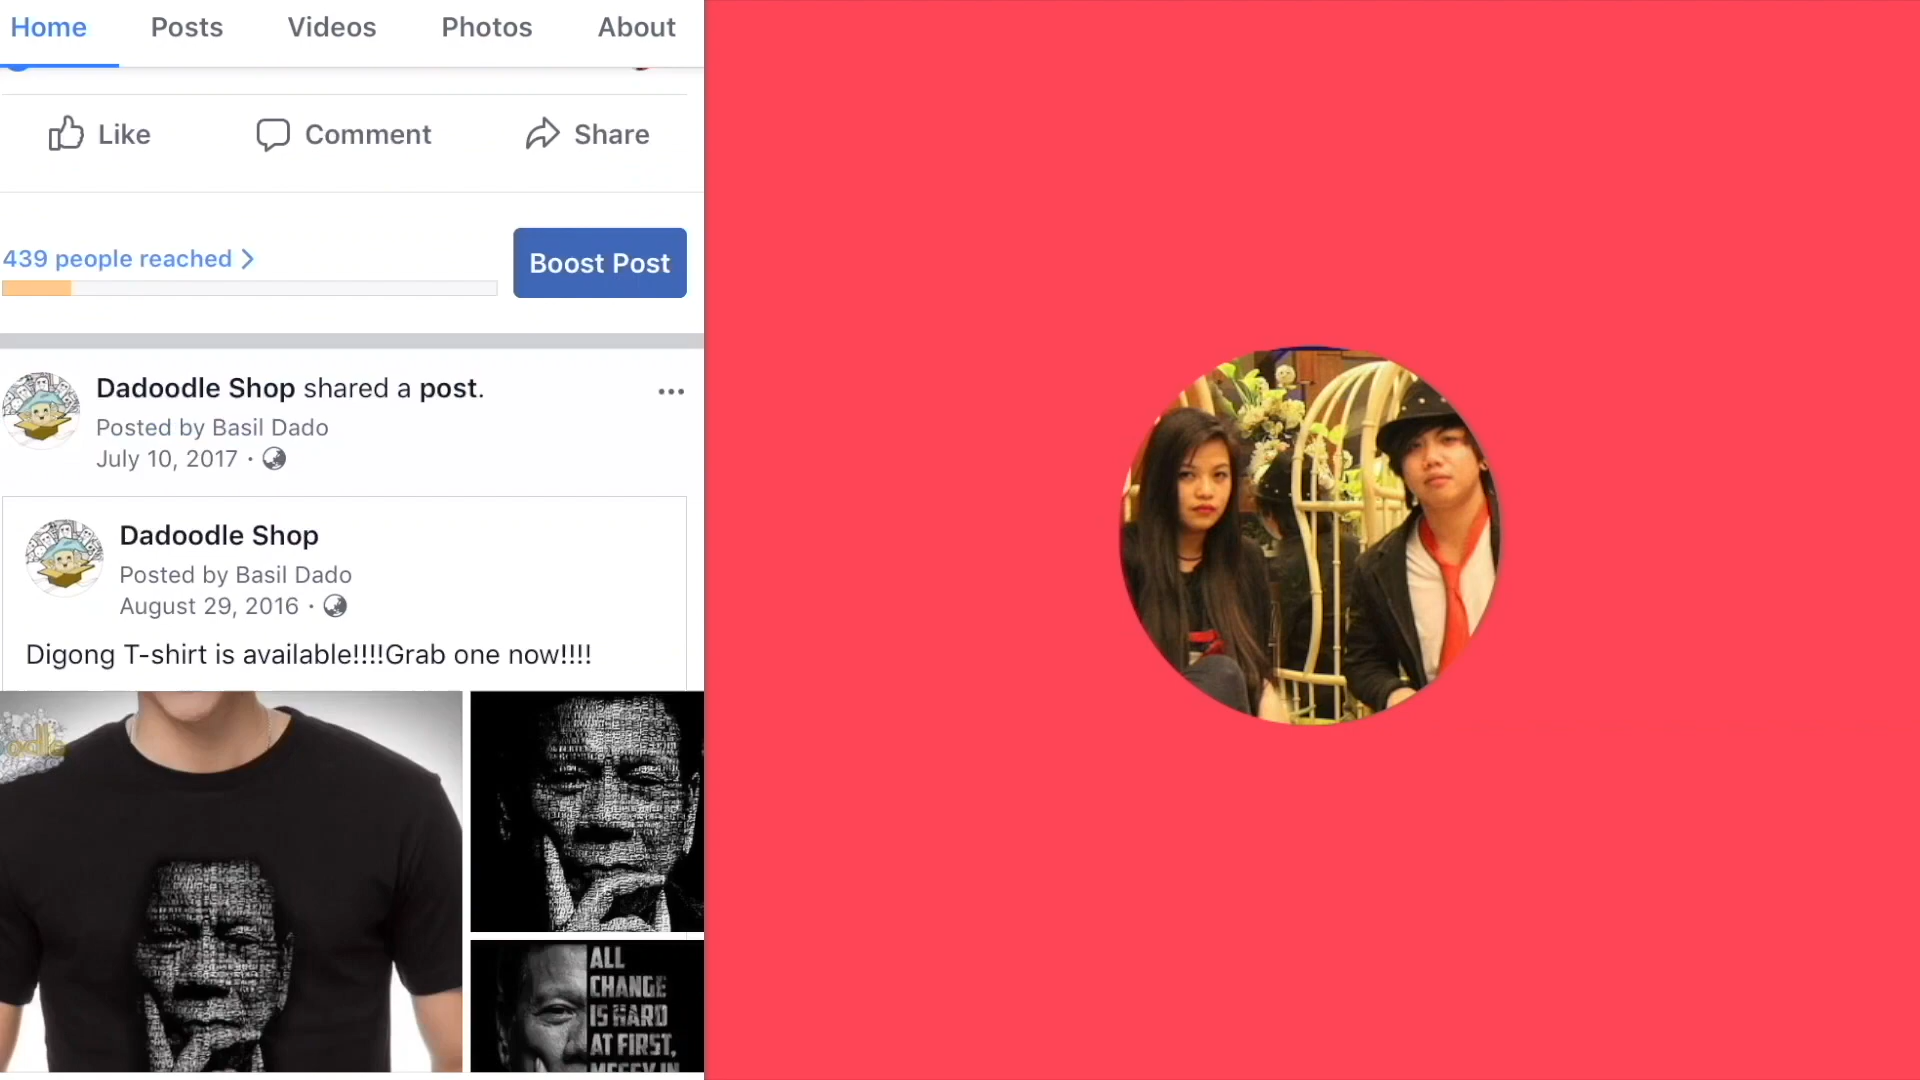 Home Posts Videos Photos About
Like Comment Share
439 people reached
Boost Post
Dadoodle Shop shared a post.
Posted by Basil Dado
July 10, 2017 ·
Dadoodle Shop
Posted by Basil Dado
August 29, 2016 ·
Digong T-shirt is available!!!!Grab one now!!!!
ALL
CHANGE
IS HARD
AT FIRST,
MESSY IN